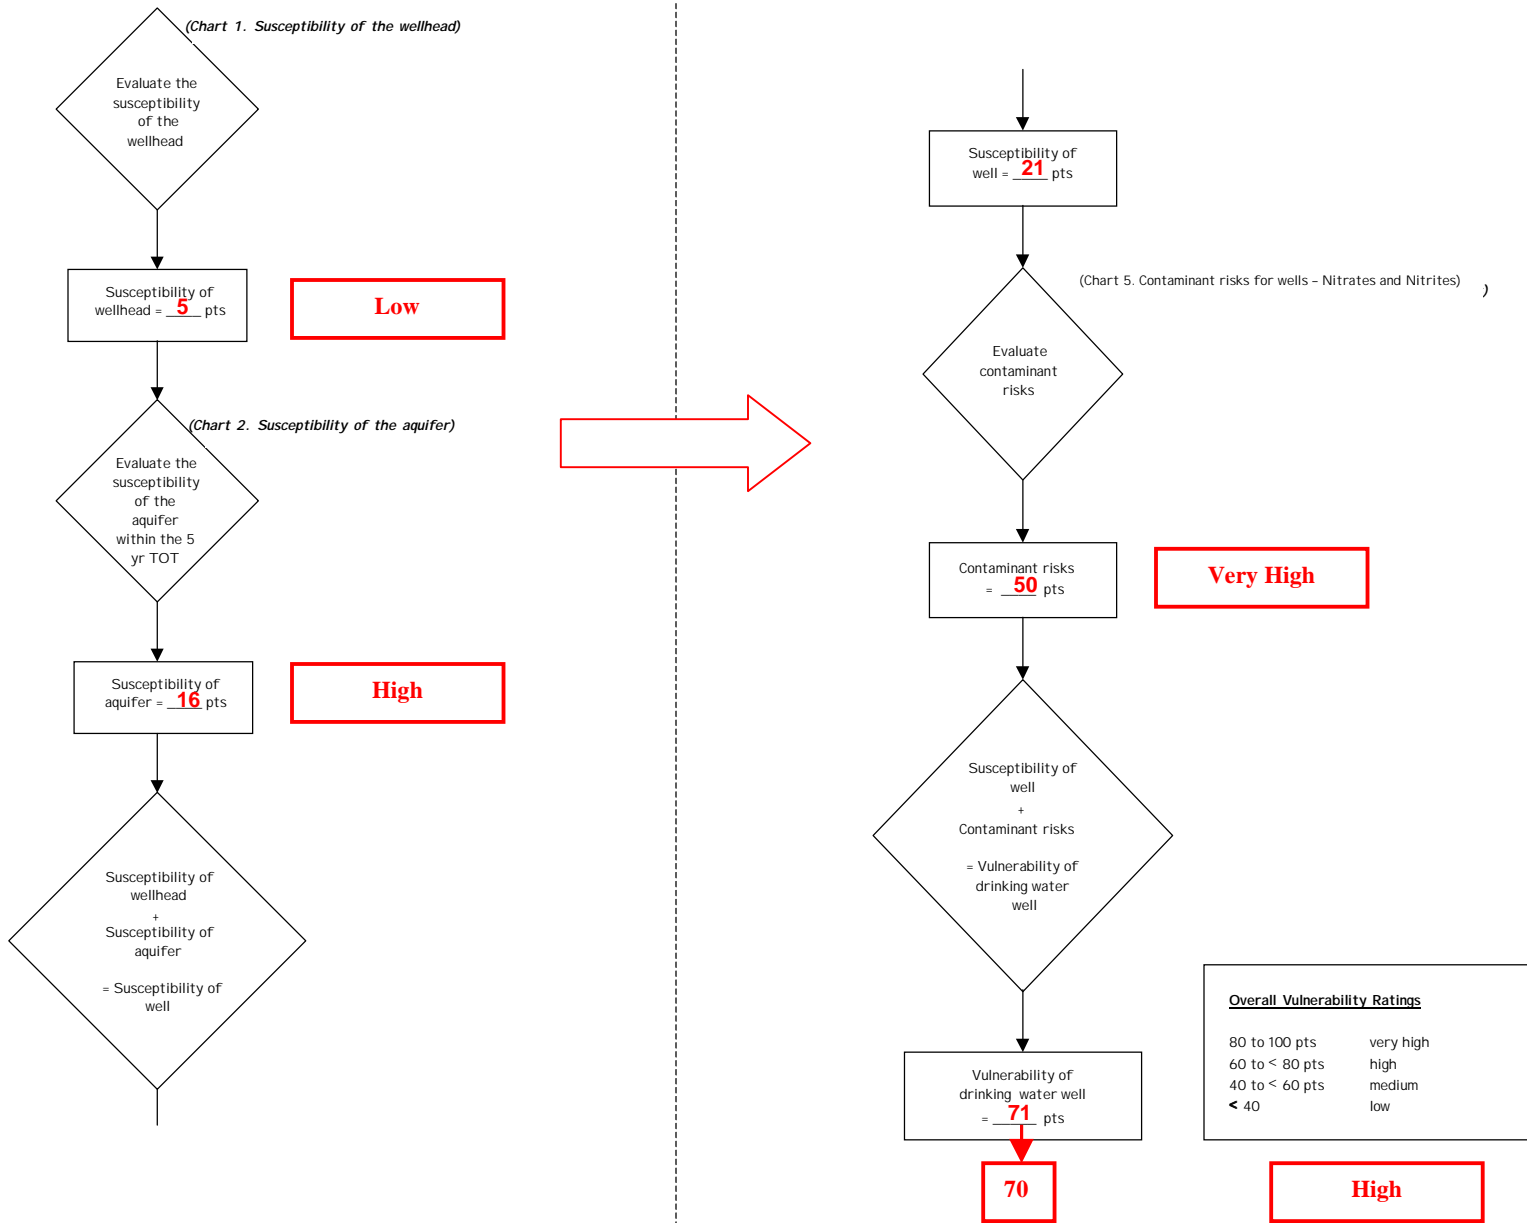 (Chart 1. Susceptibility of the wellhead)
Evaluate the
susceptibility
of the
wellhead
Susceptibility of
wellhead = 5 pts
Low
(Chart 2. Susceptibility of the aquifer)
Evaluate the
susceptibility
of the
aquifer
within the 5
yr TOT
Susceptibility of
aquifer = 16 pts
High
Susceptibility of
wellhead
+
Susceptibility of
aquifer
= Susceptibility of
well
Susceptibility of
well = 21 pts
(Chart 5. Contaminant risks for wells – Nitrates and Nitrites)
)
Evaluate
contaminant
risks
Contaminant risks
= 50 pts
Very High
Susceptibility of
well
+
Contaminant risks
= Vulnerability of
drinking water
well
Vulnerability of
drinking water well
= 71 pts
70
Overall Vulnerability Ratings
80 to 100 pts very high
60 to < 80 pts high
40 to < 60 pts medium
< 40 low
High